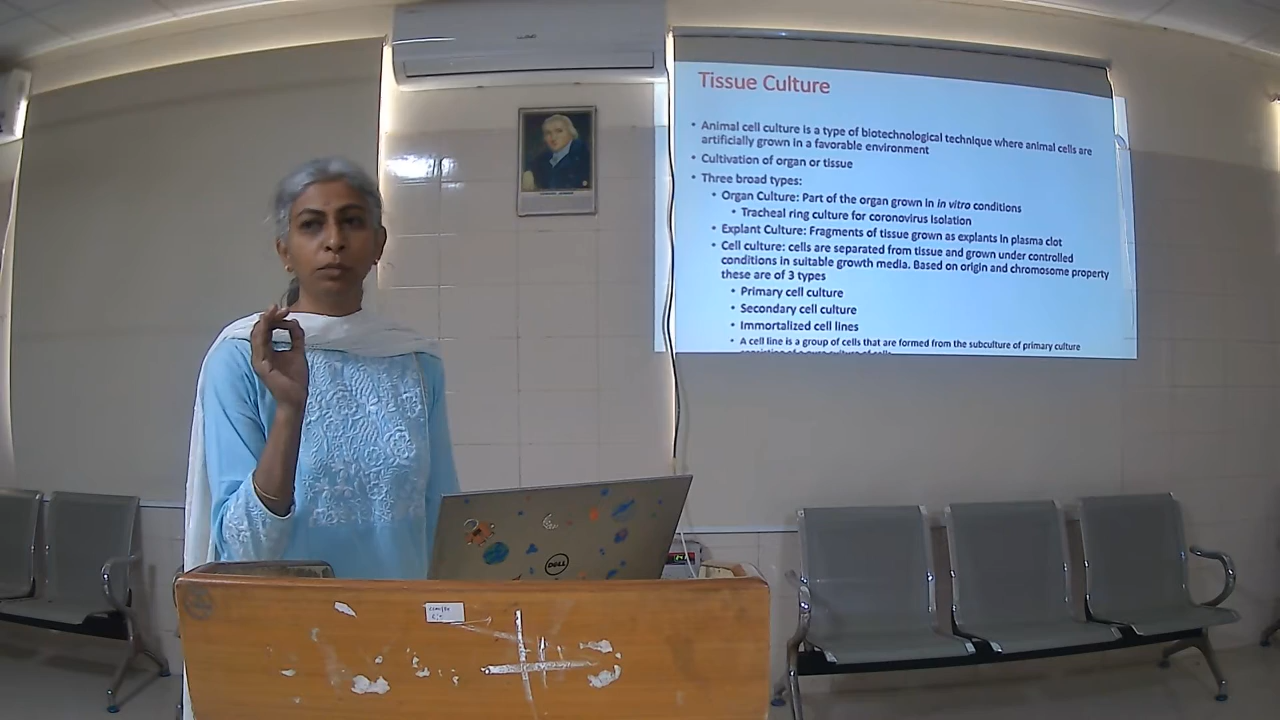 Tissue Culture
• Animal cell culture is a type of biotechnological technique where animal cells are
artificially grown in a favorable environment
• Cultivation of organ or tissue
• Three broad types:
• Organ Culture: Part of the organ grown in in vitro conditions
• Tracheal ring culture for coronovirus isolation
• Explant Culture: Fragments of tissue grown as explants in plasma clot
• Cell culture: cells are separated from tissue and grown under controlled
conditions in suitable growth media. Based on origin and chromosome property
these are of 3 types
• Primary cell culture
• Secondary cell culture
• Immortalized cell lines
• A cell line is a group of cells that are formed from the subculture of primary culture
DELL